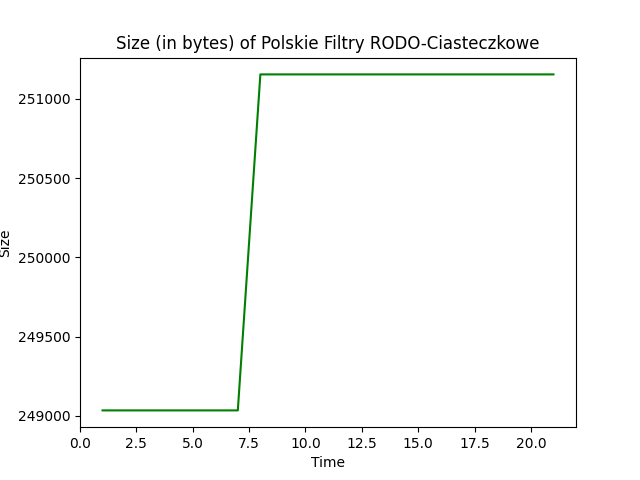 Size (in bytes) of Polskie Filtry RODO-Ciasteczkowe
251000
250500
250000
249500
249000
Size
0.0 2.5 5.0 7.5 10.0 12.5 15.0 17.5 20.0
Time